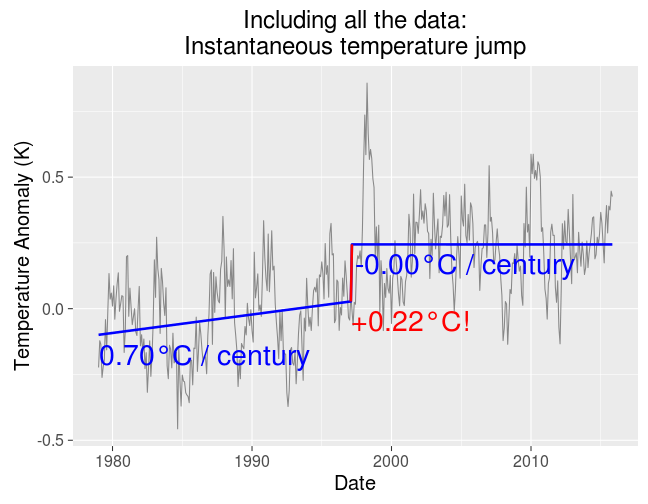 Including all the data:
Instantaneous temperature jump
Temperature Anomaly (K)
0.5
0.0
-0.5
-0.00°C / century
+0.22°C!
0.70°C / century
1980
1990
2000
2010
Date